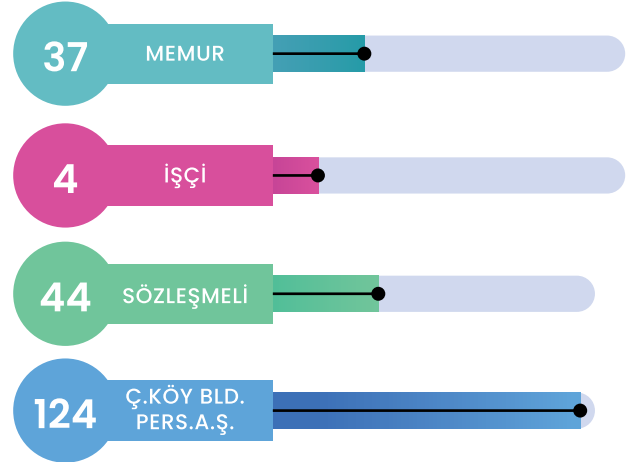 37
MEMUR
4
İŞÇİ
44
SÖZLEŞMELİ
124
Ç.KÖY BLD.
PERS.A.Ş.